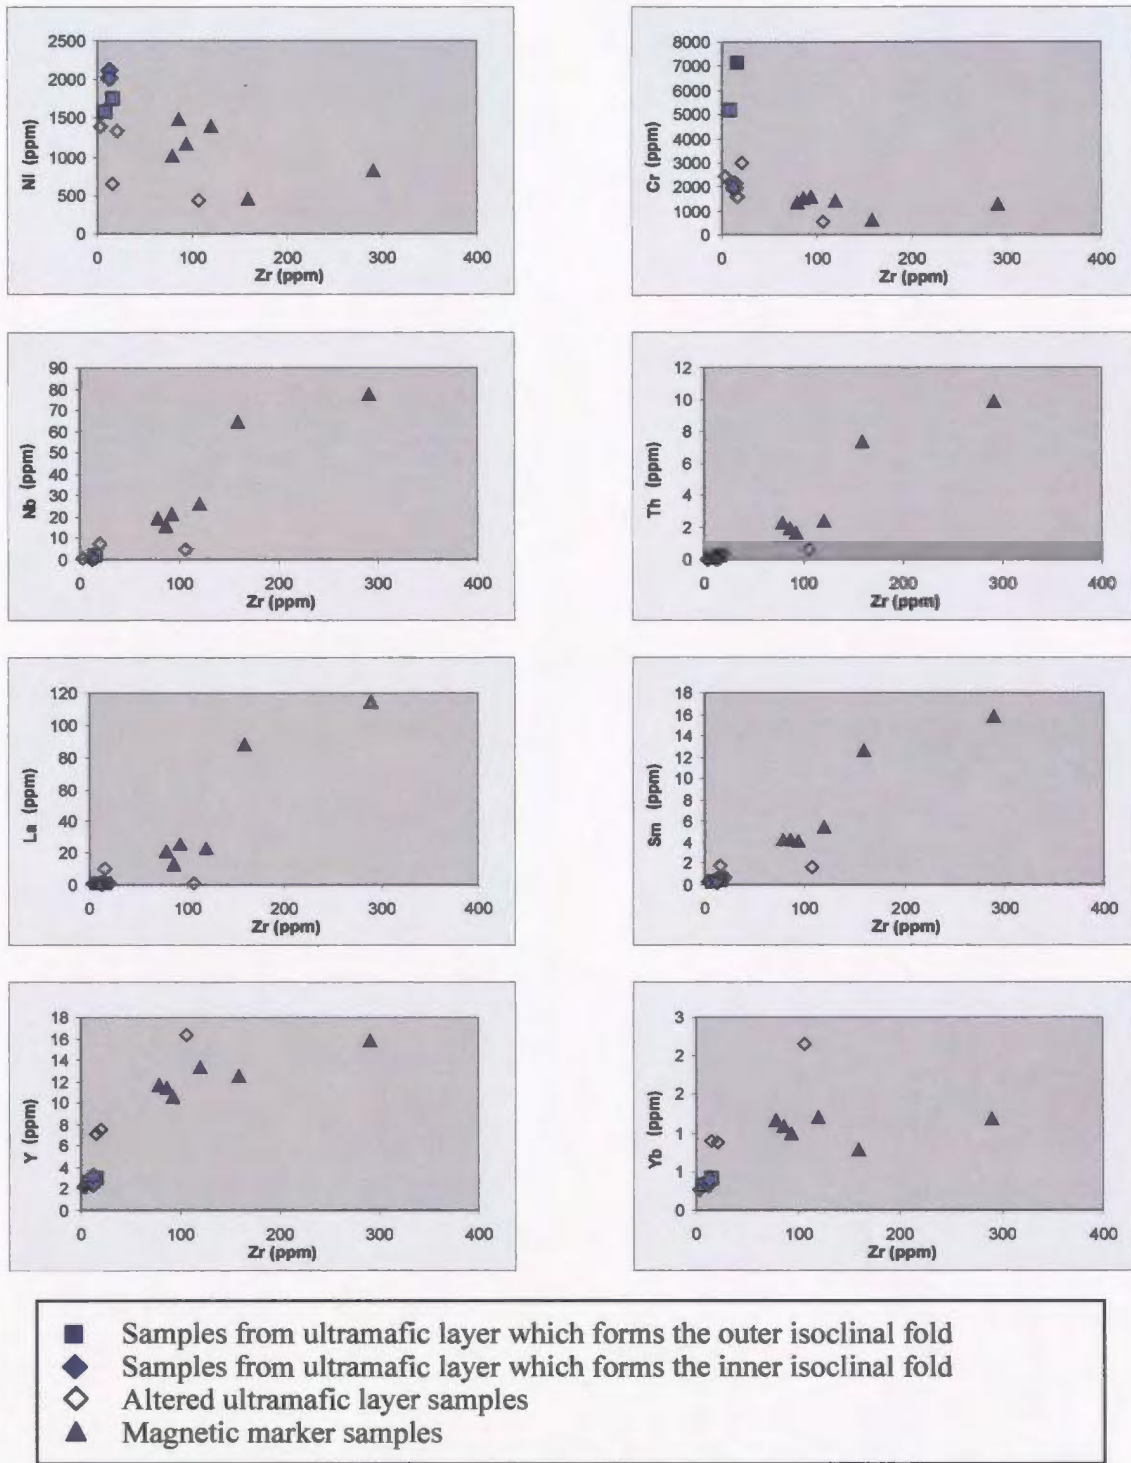 Ni (ppm)
2500
2000
1500
1000
500
0
0 100 200 300 400
Zr (ppm)
Cr (ppm)
8000
7000
6000
5000
4000
3000
2000
1000
0
0 100 200 300 400
Zr (ppm)
Nb (ppm)
90
80
70
60
50
40
30
20
10
0
0 100 200 300 400
Zr (ppm)
Th (ppm)
12
10
8
6
4
2
0
0 100 200 300 400
Zr (ppm)
La (ppm)
120
100
80
60
40
20
0
0 100 200 300 400
Zr (ppm)
Sm (ppm)
18
16
14
12
10
8
6
4
2
0
0 100 200 300 400
Zr (ppm)
Y (ppm)
18
16
14
12
10
8
6
4
2
0
0 100 200 300 400
Zr (ppm)
Yb (ppm)
3
2
2
1
1
0
0 100 200 300 400
Zr (ppm)
Samples from ultramafic layer which forms the outer isoclinal fold
Samples from ultramafic layer which forms the inner isoclinal fold
Altered ultramafic layer samples
Magnetic marker samples